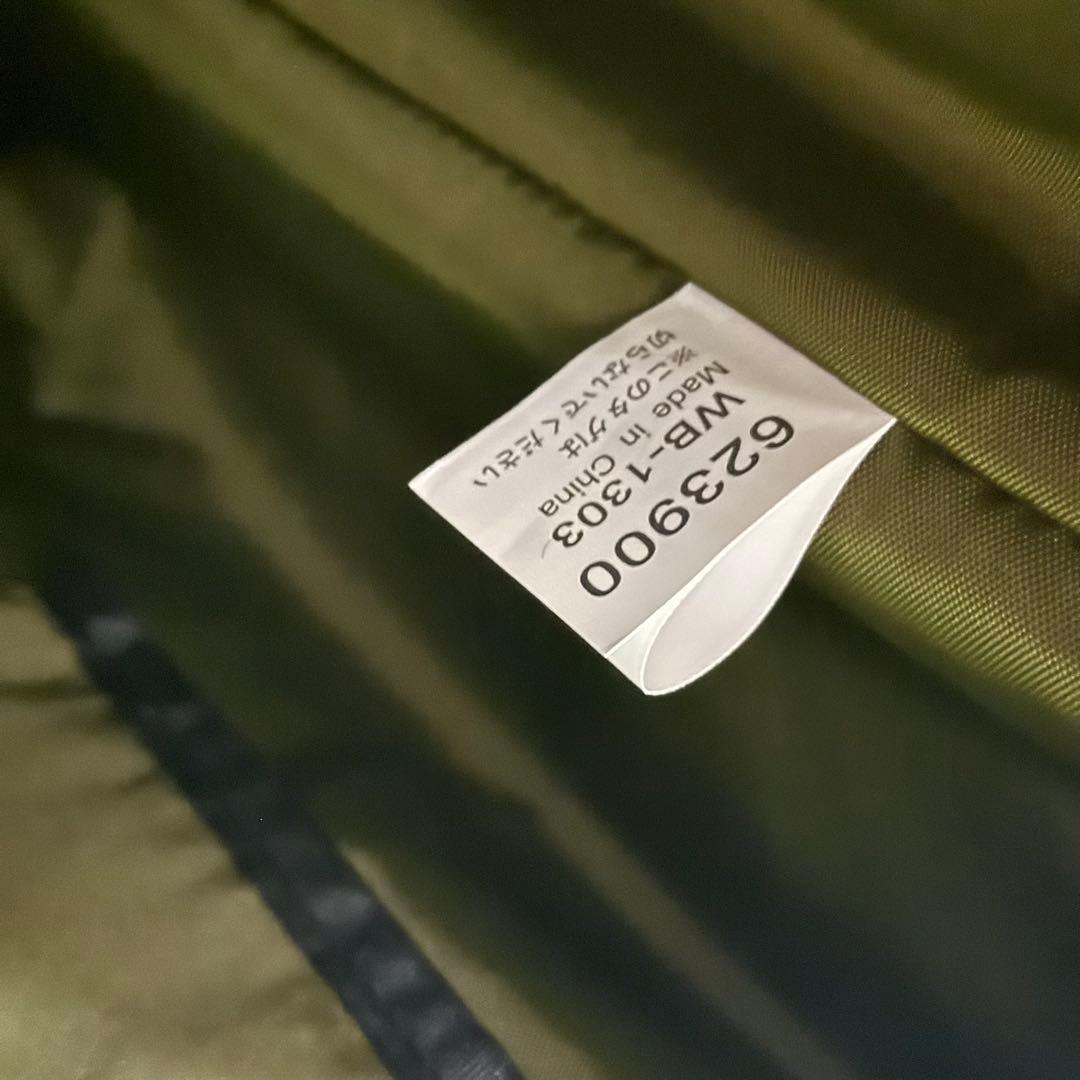 623900
WB-1303
Made in China
※このタグは
切らないでください